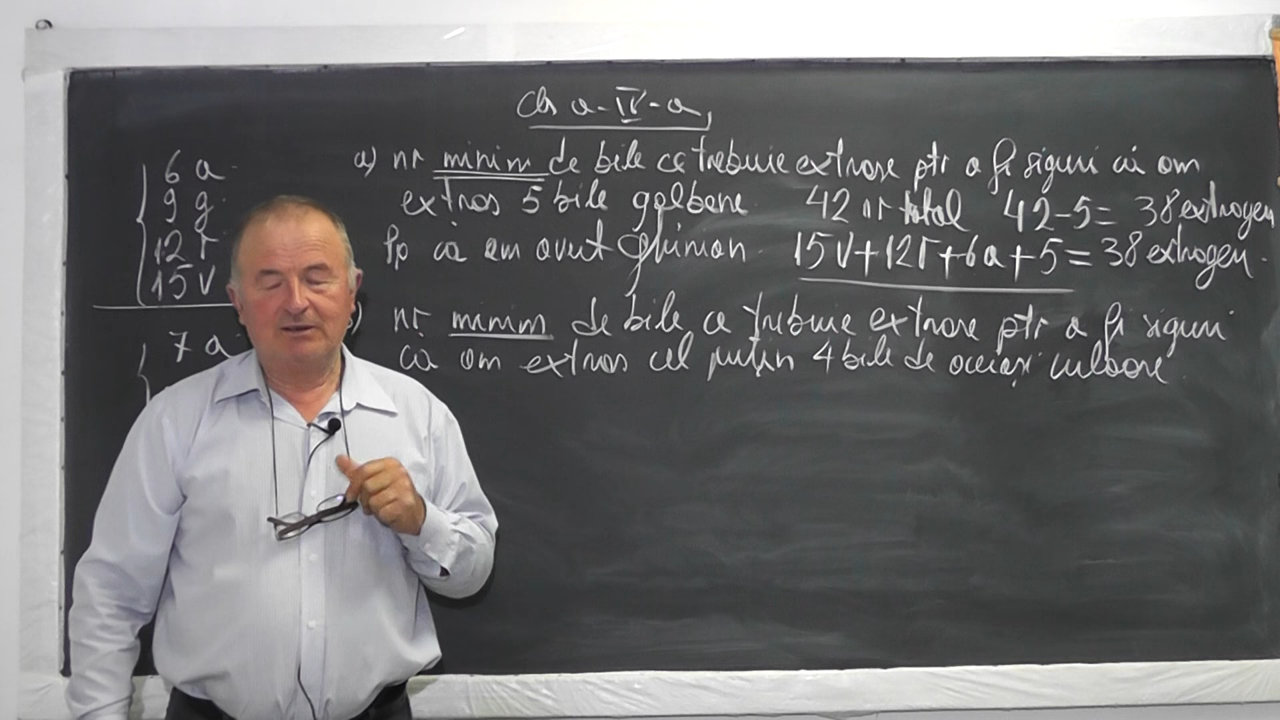 Cls a-IV-a
6 a
9 g
12 r
15 V
7 a
a) nr minim de bile ce trebuie extrase ptr a fi siguri că am
extras 5 bile galbene 42 nr total 42-5= 38 extrageri
Pp că am avut ghinion 15V+12r+6a+5=38 extrageri.
) nr minim de bile ce trebuie extrase ptr a fi siguri
că am extras cel puțin 4 bile de aceeași culoare